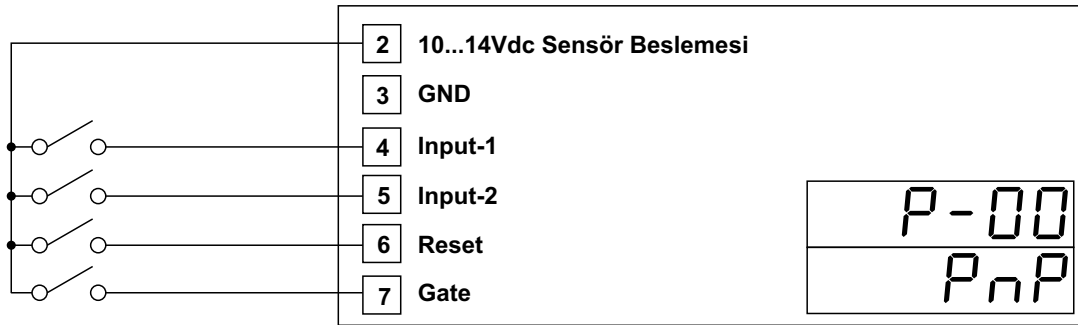 2 10...14Vdc Sensör Beslemesi
3 GND
4 Input-1
5 Input-2
6 Reset
7 Gate
P-00
PnP